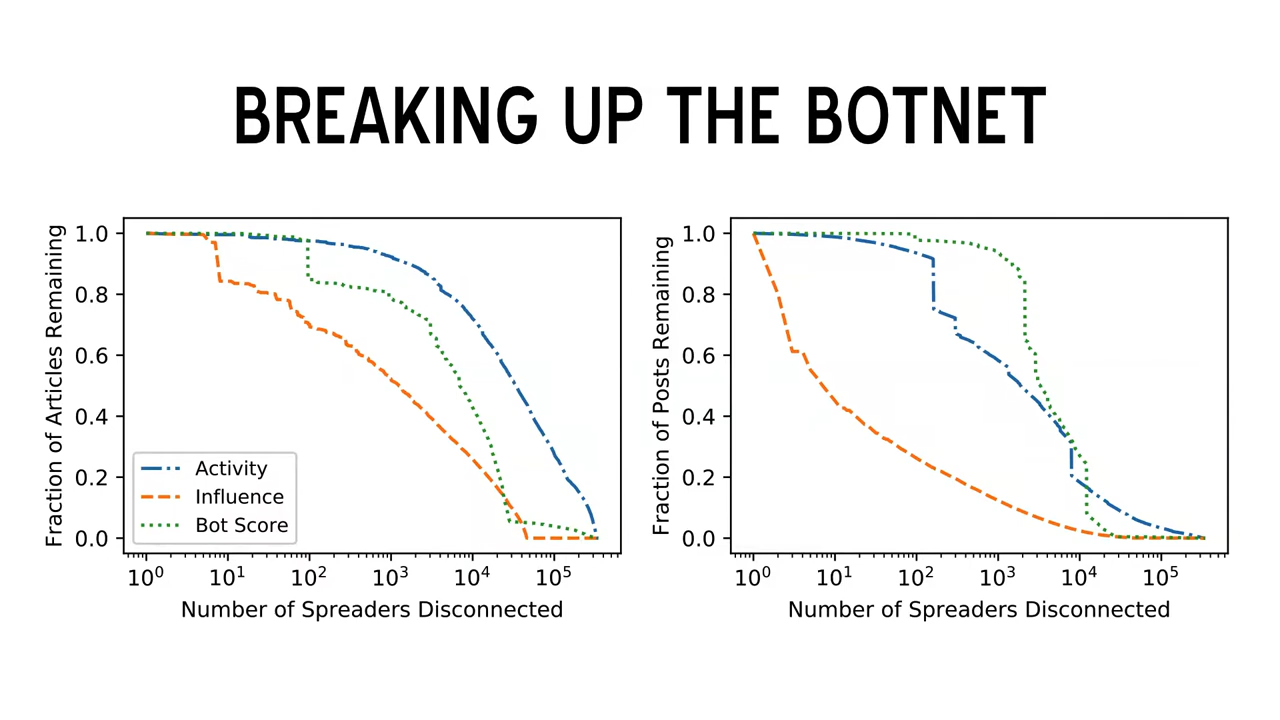 BREAKING UP THE BOTNET
Fraction of Articles Remaining
1.0
0.8
0.6
0.4
0.2
0.0
Activity
Influence
Bot Score
10⁰ 10¹ 10² 10³ 10⁴ 10⁵
Number of Spreaders Disconnected
Fraction of Posts Remaining
1.0
0.8
0.6
0.4
0.2
0.0
10⁰ 10¹ 10² 10³ 10⁴ 10⁵
Number of Spreaders Disconnected